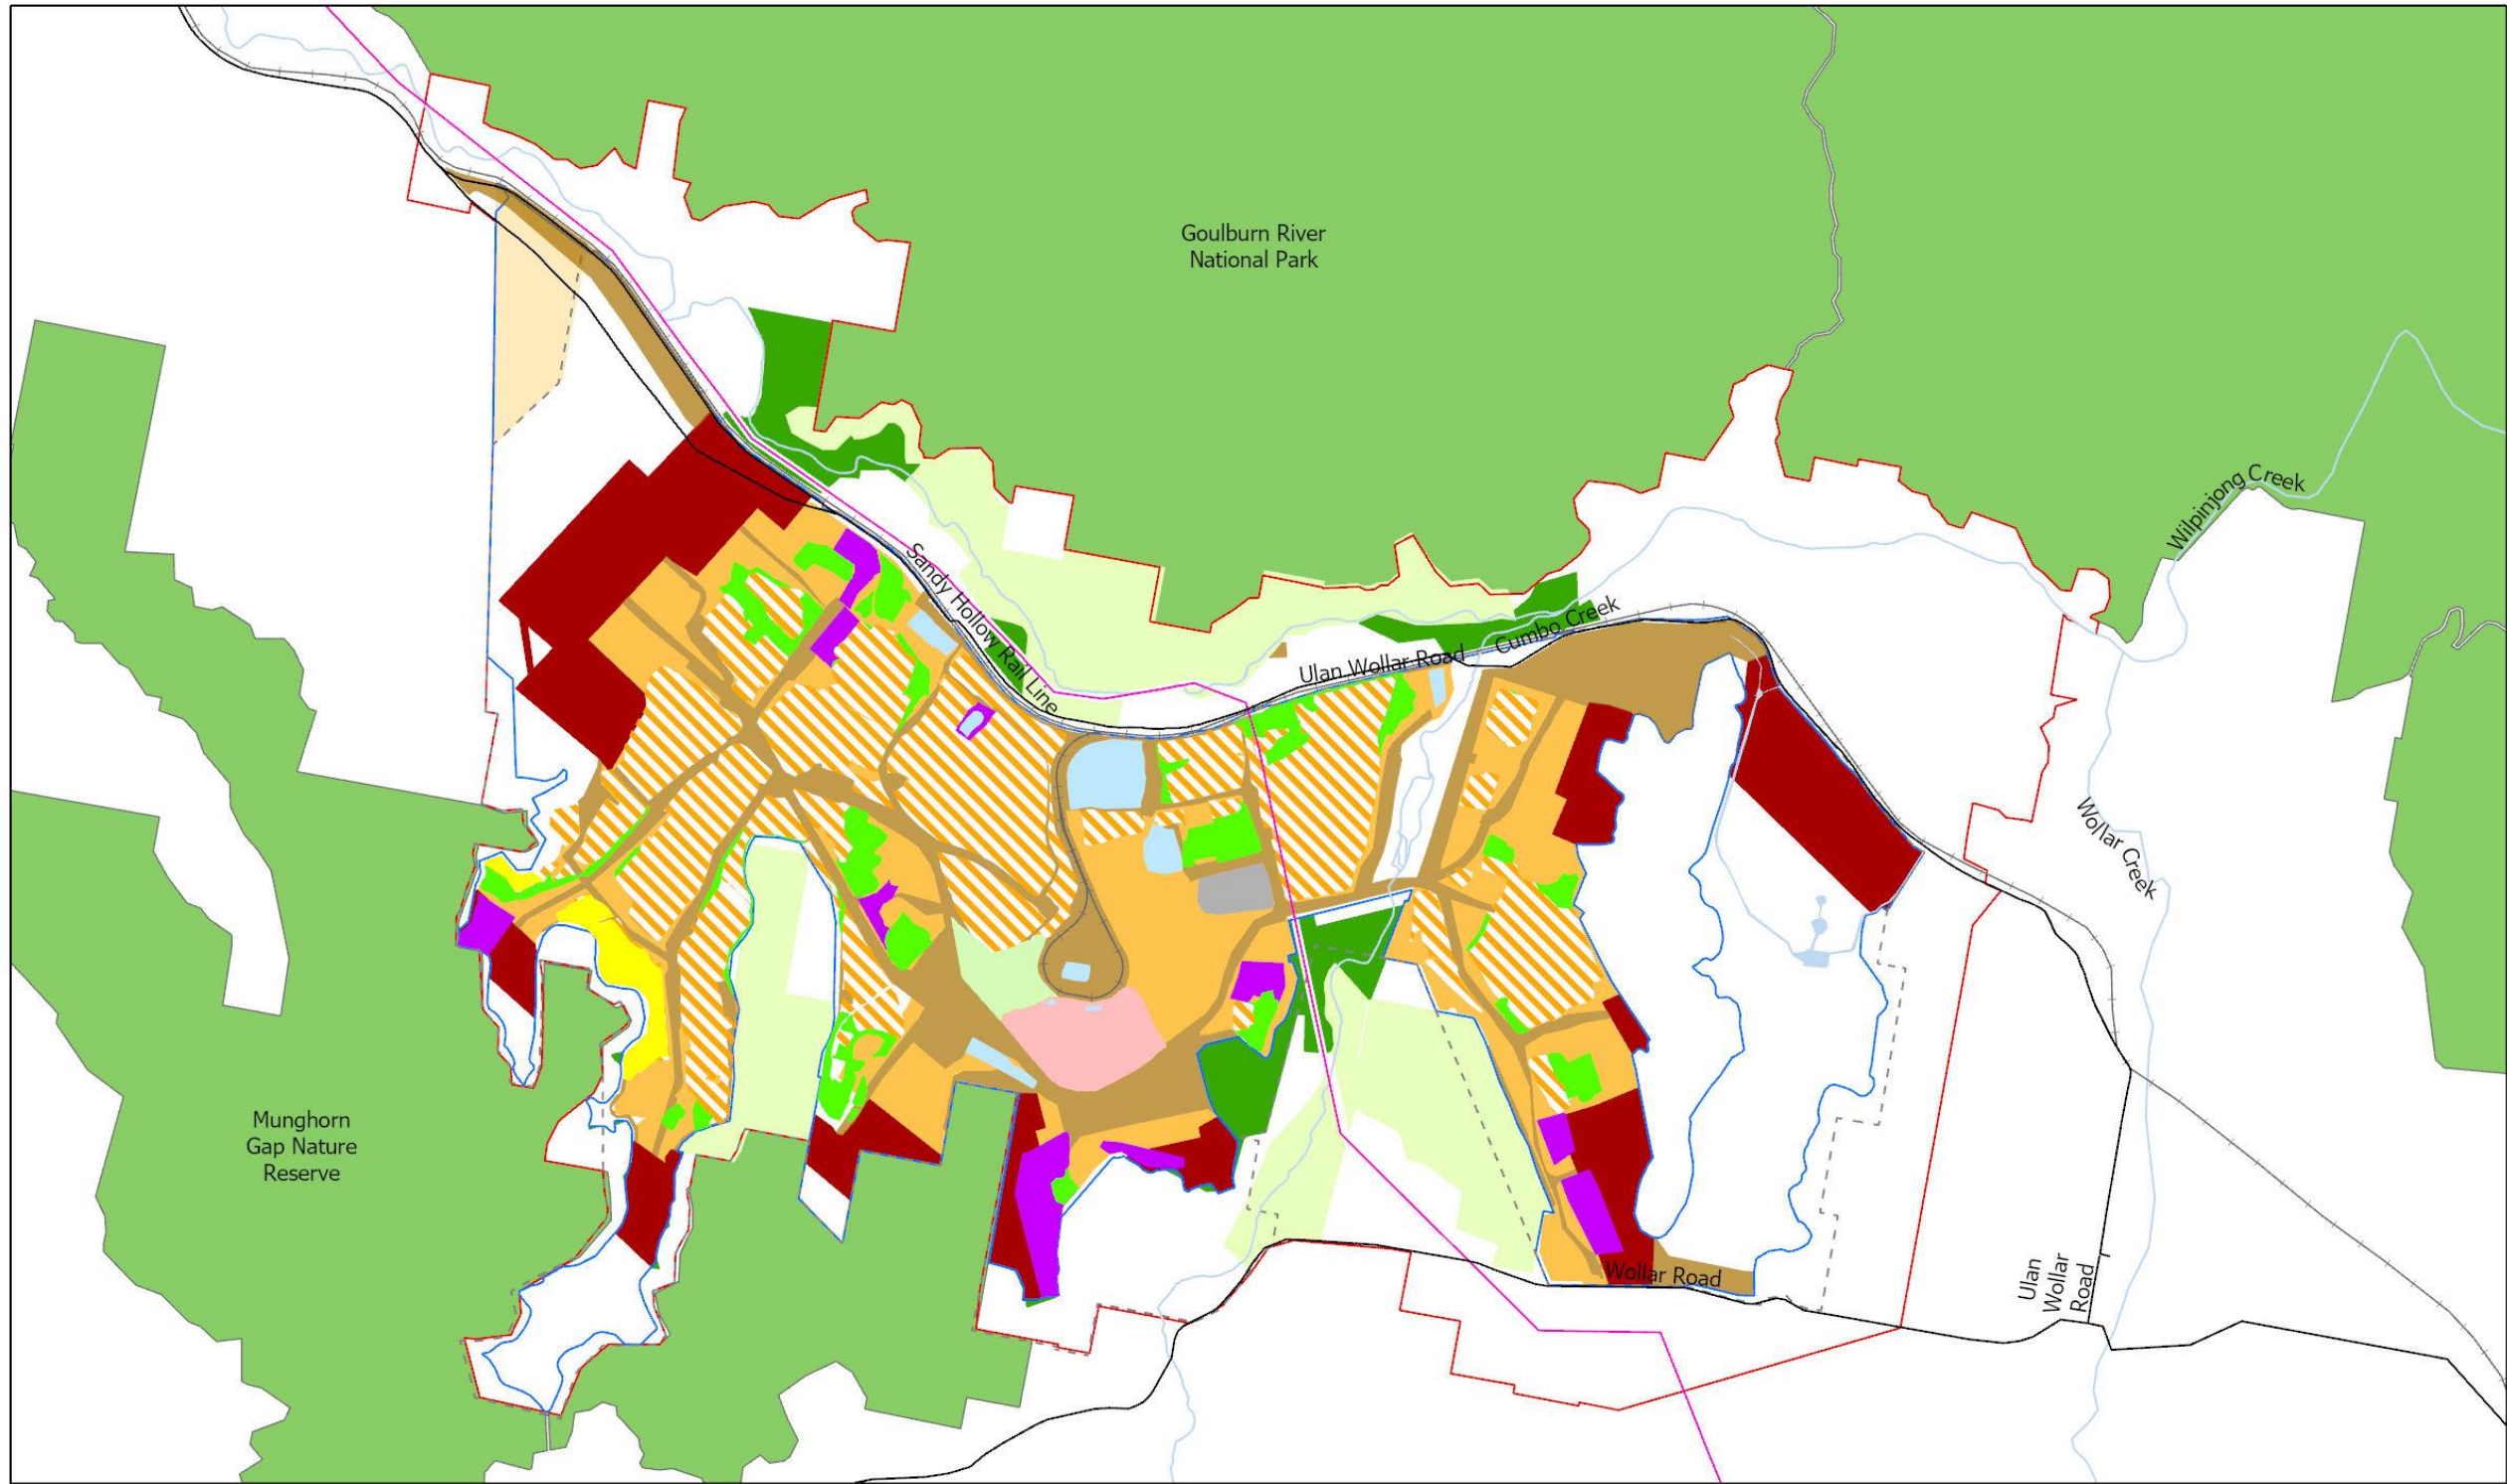 Goulburn River
National Park
Wilpinjong Creek
Sandy Hollow Rail Line
Cumbo Creek
Ulan Wollar Road
Wollar Creek
Munghorn
Gap Nature
Reserve
Wollar Road
Ulan
Wollar
Road